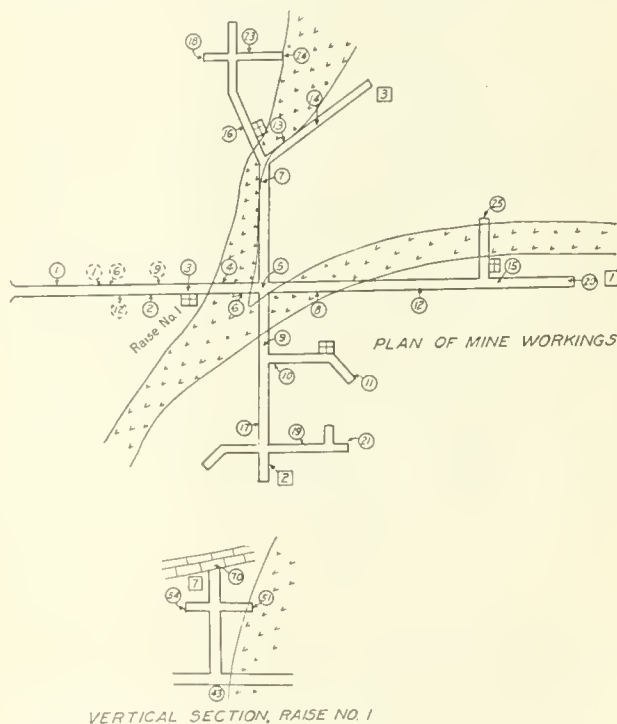 18 23 24
16 13 14 3
7
25
1 1 6 9 3 4 5 15 23 1
12 2 6 8 12
Raise No. 1
9
PLAN OF MINE WORKINGS
10 11
17 19 21
2
7 70
54 51
43
VERTICAL SECTION, RAISE NO. 1